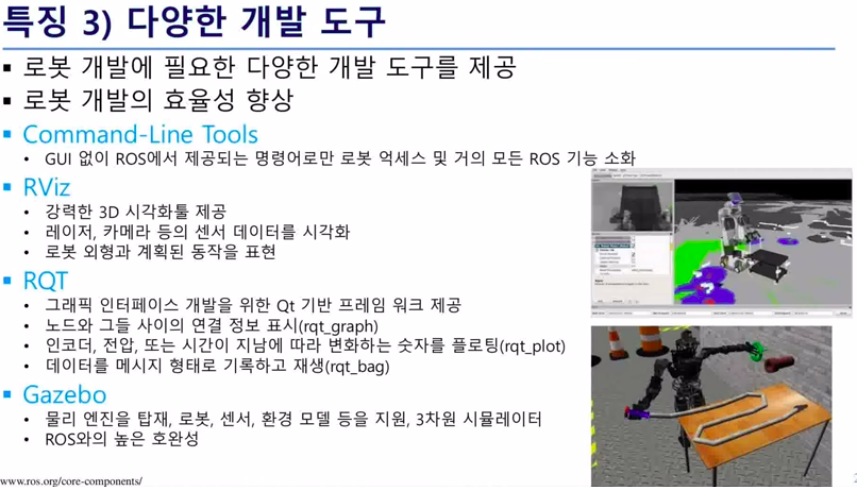 특징 3) 다양한 개발 도구
▪ 로봇 개발에 필요한 다양한 개발 도구를 제공
▪ 로봇 개발의 효율성 향상
▪ Command-Line Tools
• GUI 없이 ROS에서 제공되는 명령어로만 로봇 억세스 및 거의 모든 ROS 기능 소화
▪ RViz
• 강력한 3D 시각화툴 제공
• 레이저, 카메라 등의 센서 데이터를 시각화
• 로봇 외형과 계획된 동작을 표현
▪ RQT
• 그래픽 인터페이스 개발을 위한 Qt 기반 프레임 워크 제공
• 노드와 그들 사이의 연결 정보 표시(rqt_graph)
• 인코더, 전압, 또는 시간이 지남에 따라 변화하는 숫자를 플로팅(rqt_plot)
• 데이터를 메시지 형태로 기록하고 재생(rqt_bag)
▪ Gazebo
• 물리 엔진을 탑재, 로봇, 센서, 환경 모델 등을 지원, 3차원 시뮬레이터
• ROS와의 높은 호완성
www.ros.org/core-components/